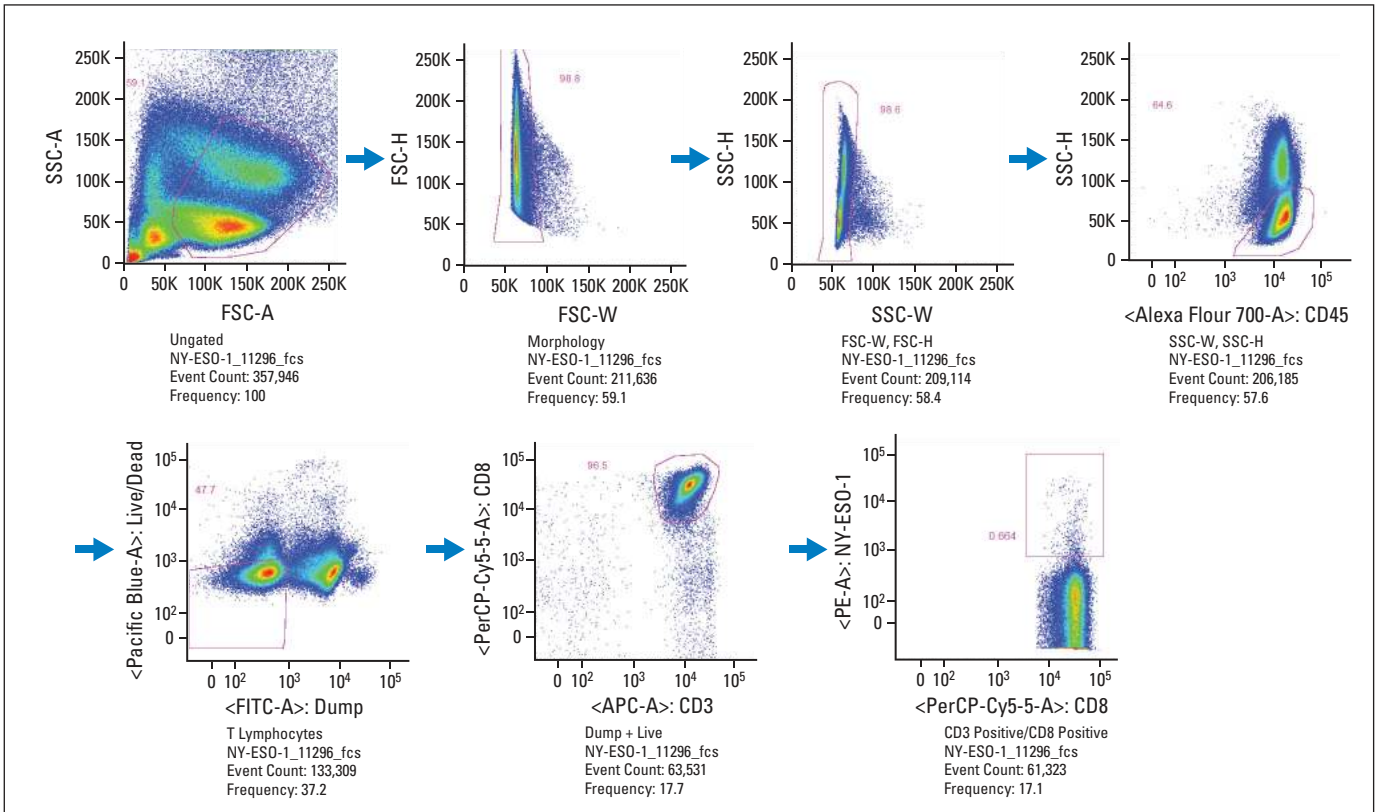 250K
200K
150K
100K
50K
0
SSC-A
59.1
0 50K 100K 150K 200K 250K
FSC-A
Ungated
NY-ESO-1_11296_fcs
Event Count: 357,946
Frequency: 100
250K
200K
150K
100K
50K
0
FSC-H
98.8
0 50K 100K 150K 200K 250K
FSC-W
Morphology
NY-ESO-1_11296_fcs
Event Count: 211,636
Frequency: 59.1
250K
200K
150K
100K
50K
0
SSC-H
98.6
0 50K 100K 150K 200K 250K
SSC-W
FSC-W, FSC-H
NY-ESO-1_11296_fcs
Event Count: 209,114
Frequency: 58.4
250K
200K
150K
100K
50K
0
SSC-H
64.6
0 10² 10³ 10⁴ 10⁵
<Alexa Flour 700-A>: CD45
SSC-W, SSC-H
NY-ESO-1_11296_fcs
Event Count: 206,185
Frequency: 57.6
10⁵
10⁴
10³
10²
0
<Pacific Blue-A>: Live/Dead
47.7
0 10² 10³ 10⁴ 10⁵
<FITC-A>: Dump
T Lymphocytes
NY-ESO-1_11296_fcs
Event Count: 133,309
Frequency: 37.2
10⁵
10⁴
10³
10²
0
<PerCP-Cy5-5-A>: CD8
96.5
0 10² 10³ 10⁴ 10⁵
<APC-A>: CD3
Dump + Live
NY-ESO-1_11296_fcs
Event Count: 63,531
Frequency: 17.7
10⁵
10⁴
10³
10²
0
<PE-A>: NY-ESO-1
0.664
0 10² 10³ 10⁴ 10⁵
<PerCP-Cy5-5-A>: CD8
CD3 Positive/CD8 Positive
NY-ESO-1_11296_fcs
Event Count: 61,323
Frequency: 17.1